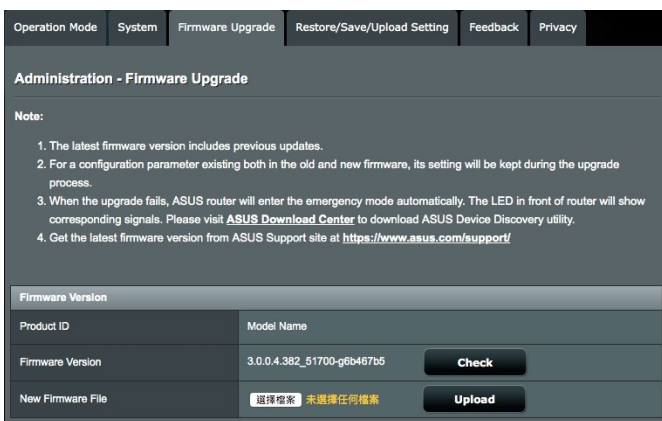 Operation Mode System Firmware Upgrade Restore/Save/Upload Setting Feedback Privacy
Administration - Firmware Upgrade
Note:
1. The latest firmware version includes previous updates.
2. For a configuration parameter existing both in the old and new firmware, its setting will be kept during the upgrade
process.
3. When the upgrade fails, ASUS router will enter the emergency mode automatically. The LED in front of router will show
corresponding signals. Please visit ASUS Download Center to download ASUS Device Discovery utility.
4. Get the latest firmware version from ASUS Support site at https://www.asus.com/support/
Firmware Version
Product ID Model Name
Firmware Version 3.0.0.4.382_51700-g6b467b5 Check
New Firmware File 選擇檔案 未選擇任何檔案 Upload